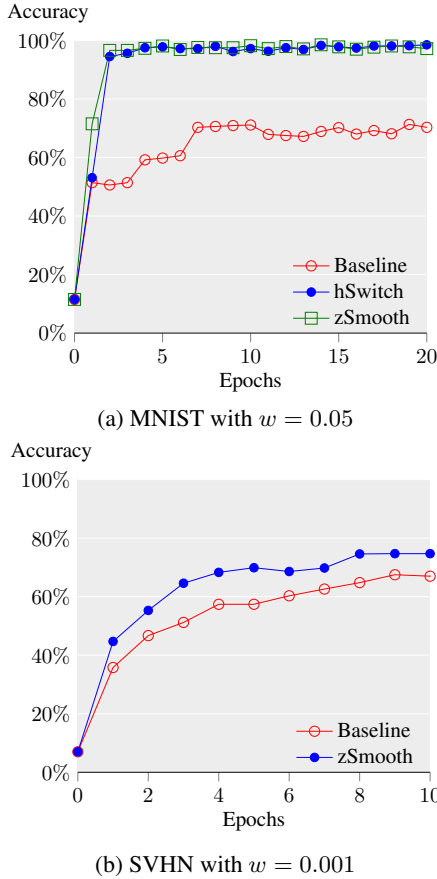 Accuracy
100%
80%
60%
40%
20%
0%
0 5 10 15 20
Epochs
Baseline
hSwitch
zSmooth
(a) MNIST with w = 0.05
Accuracy
100%
80%
60%
40%
20%
0%
0 2 4 6 8 10
Epochs
Baseline
zSmooth
(b) SVHN with w = 0.001